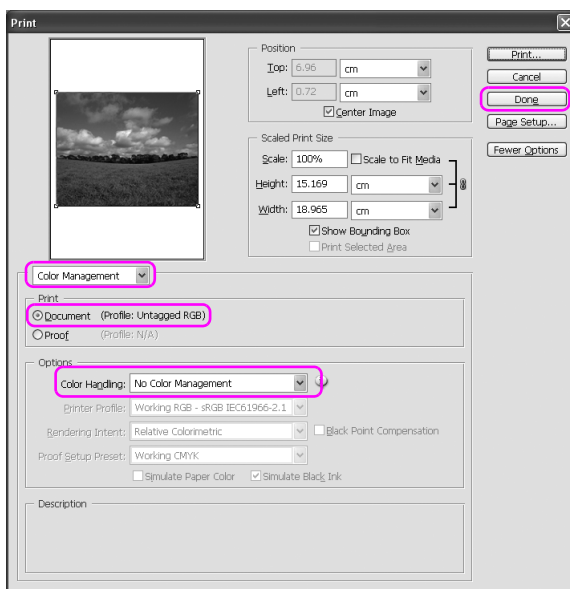 Print
Position
Top: 6.96 cm
Left: 0.72 cm
Center Image
Scaled Print Size
Scale: 100% Scale to Fit Media
Height: 15.169 cm
Width: 18.965 cm
Show Bounding Box
Print Selected Area
Print...
Cancel
Done
Page Setup...
Fewer Options
Color Management
Print
Document (Profile: Untagged RGB)
Proof (Profile: N/A)
Options
Color Handling: No Color Management
Printer Profile: Working RGB - sRGB IEC61966-2.1
Rendering Intent: Relative Colorimetric Black Point Compensation
Proof Setup Preset: Working CMYK
Simulate Paper Color Simulate Black Ink
Description